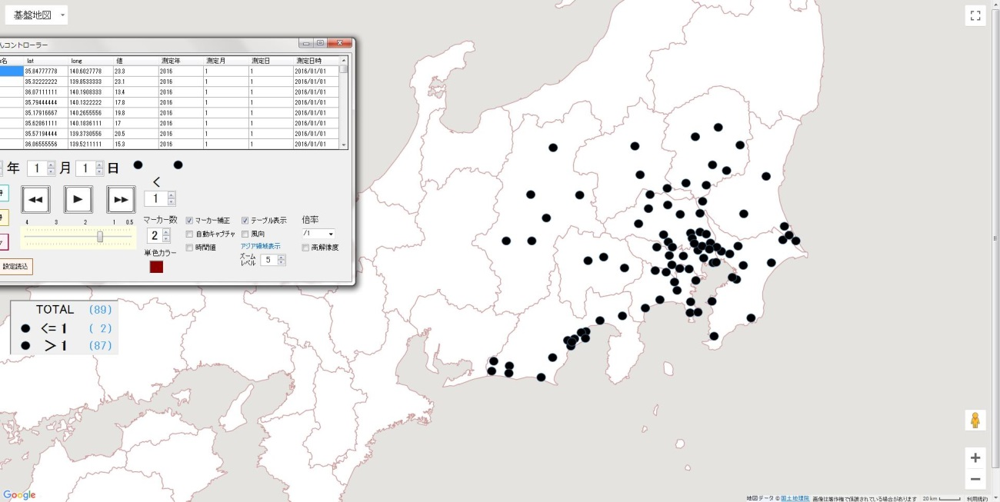 基盤地図
んコントローラー
名 lat long 値 測定年 測定月 測定日 測定日時
35.84777778 140.6027778 23.3 2016 1 1 2016/01/01
35.32222222 139.8533333 23.1 2016 1 1 2016/01/01
36.07111111 140.1908333 13.4 2016 1 1 2016/01/01
35.79444444 140.1322222 17.8 2016 1 1 2016/01/01
35.17916667 140.2655556 19.8 2016 1 1 2016/01/01
35.62861111 140.1836111 17 2016 1 1 2016/01/01
35.57194444 139.3730556 20.5 2016 1 1 2016/01/01
36.06555556 139.5211111 15.3 2016 1 1 2016/01/01
年 1 月 1 日
<
1
4 3 2 1 0.5
マーカー数
2
単色カラー
マーカー補正
自動キャプチャ
時間値
テーブル表示
風向
アジア領域表示
ズーム
レベル 5
倍率
/1
高解像度
設定読込
TOTAL (89)
<= 1 ( 2)
> 1 (87)
Google
地図データ © 国土地理院 画像は著作権で保護されている場合があります 20 km 利用規約